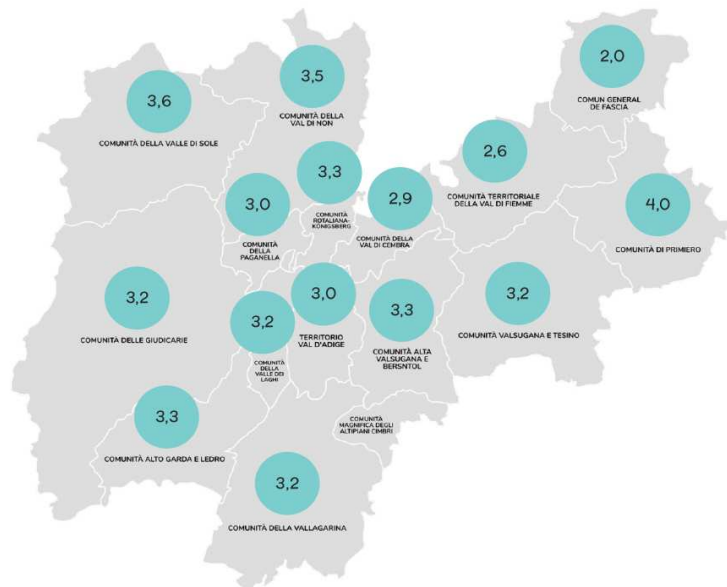 2,0
COMUN GENERAL
DE FASCIA
3,5
COMUNITÀ DELLA
VAL DI NON
3,6
COMUNITÀ DELLA VALLE DI SOLE
2,6
COMUNITÀ TERRITORIALE
DELLA VAL DI FIEMME
3,3
COMUNITÀ
ROTALIANA-
KÖNIGSBERG
2,9
COMUNITÀ DELLA
VAL DI CEMBRA
3,0
COMUNITÀ
DELLA
PAGANELLA
4,0
COMUNITÀ DI PRIMIERO
3,2
COMUNITÀ DELLE GIUDICARIE
3,2
COMUNITÀ
DELLA
VALLE DEI
LAGHI
3,0
TERRITORIO
VAL D'ADIGE
3,3
COMUNITÀ ALTA
VALSUGANA E
BERSNTOL
3,2
COMUNITÀ VALSUGANA E TESINO
3,3
COMUNITÀ ALTO GARDA E LEDRO
COMUNITÀ
MAGNIFICA DEGLI
ALTIPIANI CIMBRI
3,2
COMUNITÀ DELLA VALLAGARINA